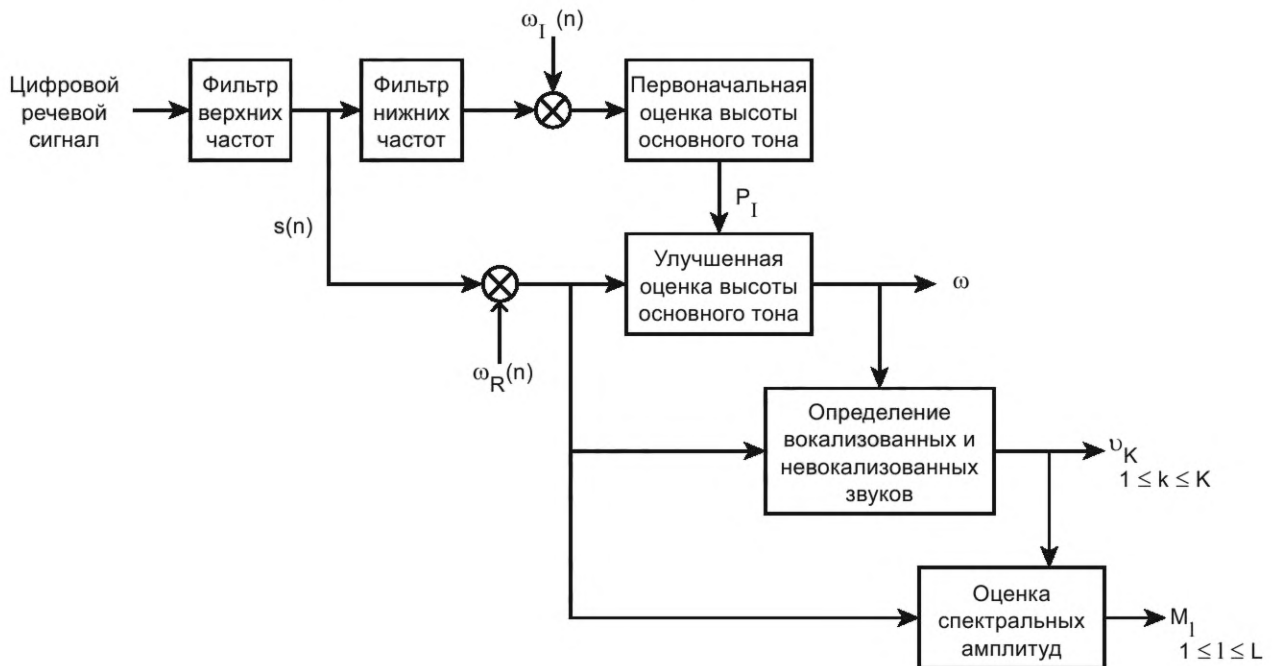 ω_I (n)
Цифровой
речевой
сигнал
Фильтр
верхних
частот
Фильтр
нижних
частот
Первоначальная
оценка высоты
основного тона
P_I
s(n)
Улучшенная
оценка высоты
основного тона
ω
ω_R(n)
Определение
вокализованных и
невокализованных
звуков
υ_K
1 ≤ k ≤ K
Оценка
спектральных
амплитуд
M_l
1 ≤ l ≤ L